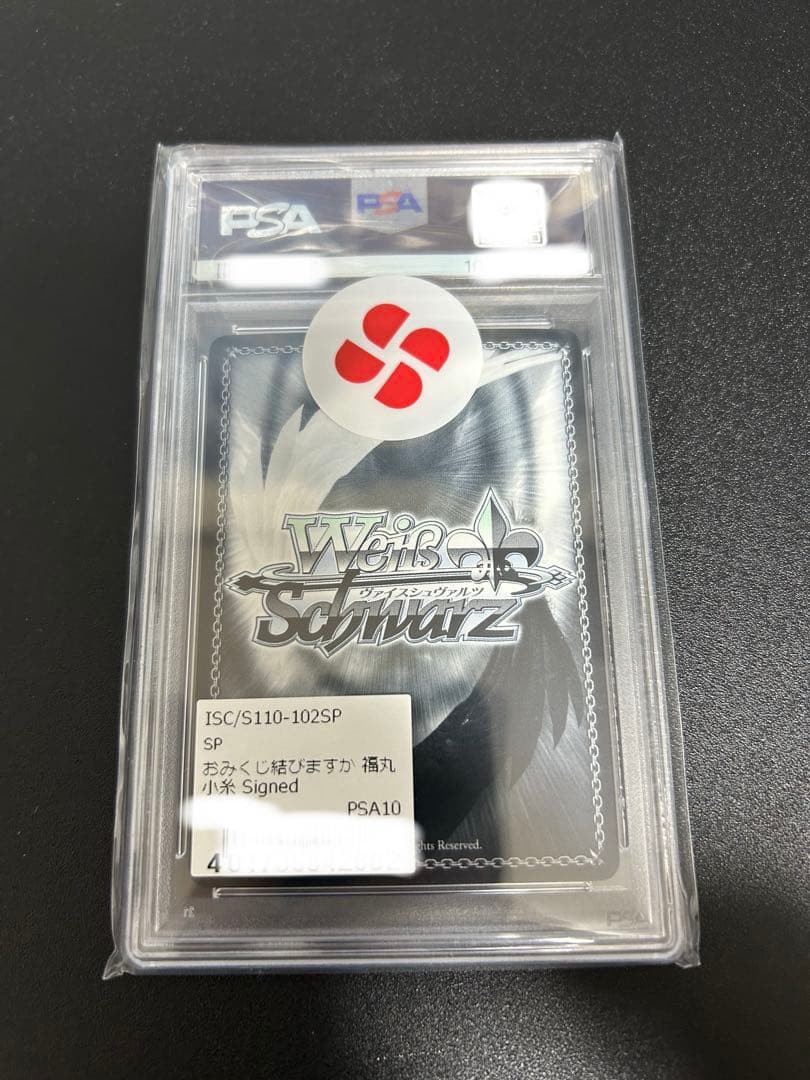 PSA
PSA
Weiß
ヴァイスシュヴァルツ
Schwarz
ISC/S110-102SP
SP
おみくじ結びますか 福丸
小糸 Signed
PSA10
ghts Reserved.
PSA